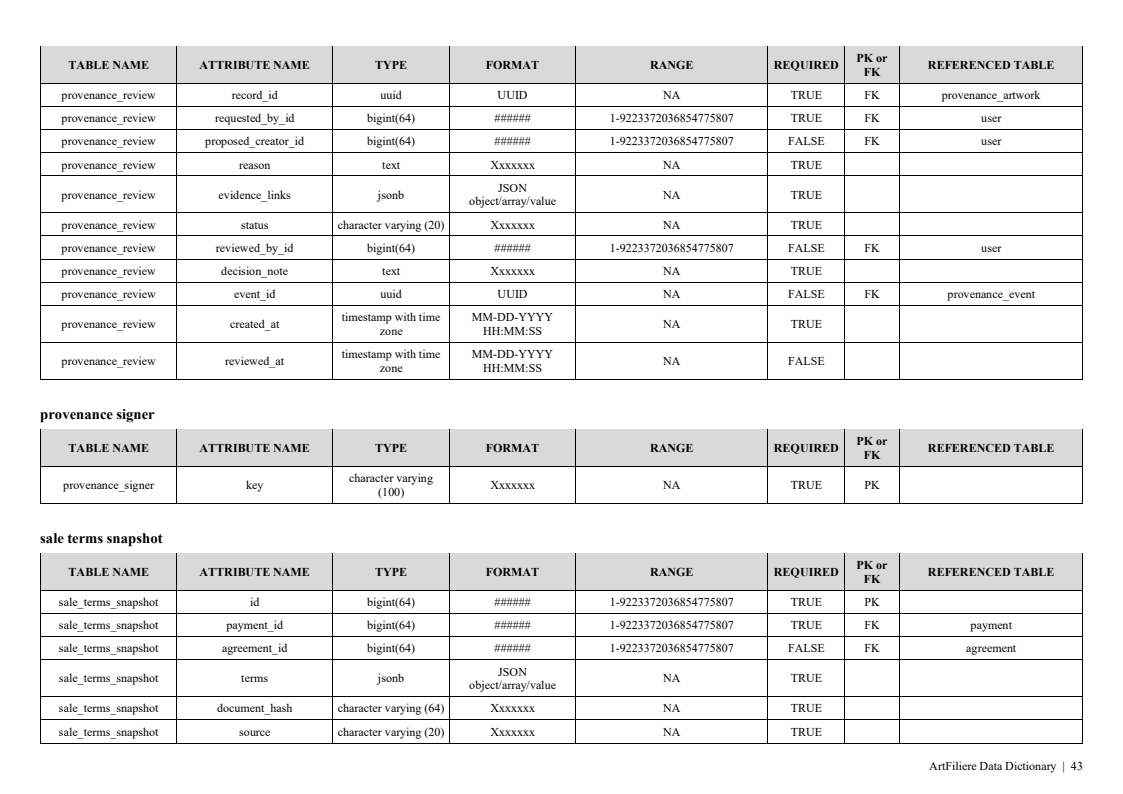 TABLE NAME ATTRIBUTE NAME TYPE FORMAT RANGE REQUIRED PK or FK REFERENCED TABLE
provenance_review record_id uuid UUID NA TRUE FK provenance_artwork
provenance_review requested_by_id bigint(64) ###### 1-9223372036854775807 TRUE FK user
provenance_review proposed_creator_id bigint(64) ###### 1-9223372036854775807 FALSE FK user
provenance_review reason text Xxxxxxx NA TRUE
provenance_review evidence_links jsonb JSON object/array/value NA TRUE
provenance_review status character varying (20) Xxxxxxx NA TRUE
provenance_review reviewed_by_id bigint(64) ###### 1-9223372036854775807 FALSE FK user
provenance_review decision_note text Xxxxxxx NA TRUE
provenance_review event_id uuid UUID NA FALSE FK provenance_event
provenance_review created_at timestamp with time zone MM-DD-YYYY HH:MM:SS NA TRUE
provenance_review reviewed_at timestamp with time zone MM-DD-YYYY HH:MM:SS NA FALSE
provenance signer
TABLE NAME ATTRIBUTE NAME TYPE FORMAT RANGE REQUIRED PK or FK REFERENCED TABLE
provenance_signer key character varying (100) Xxxxxxx NA TRUE PK
sale terms snapshot
TABLE NAME ATTRIBUTE NAME TYPE FORMAT RANGE REQUIRED PK or FK REFERENCED TABLE
sale_terms_snapshot id bigint(64) ###### 1-9223372036854775807 TRUE PK
sale_terms_snapshot payment_id bigint(64) ###### 1-9223372036854775807 TRUE FK payment
sale_terms_snapshot agreement_id bigint(64) ###### 1-9223372036854775807 FALSE FK agreement
sale_terms_snapshot terms jsonb JSON object/array/value NA TRUE
sale_terms_snapshot document_hash character varying (64) Xxxxxxx NA TRUE
sale_terms_snapshot source character varying (20) Xxxxxxx NA TRUE
ArtFiliere Data Dictionary | 43